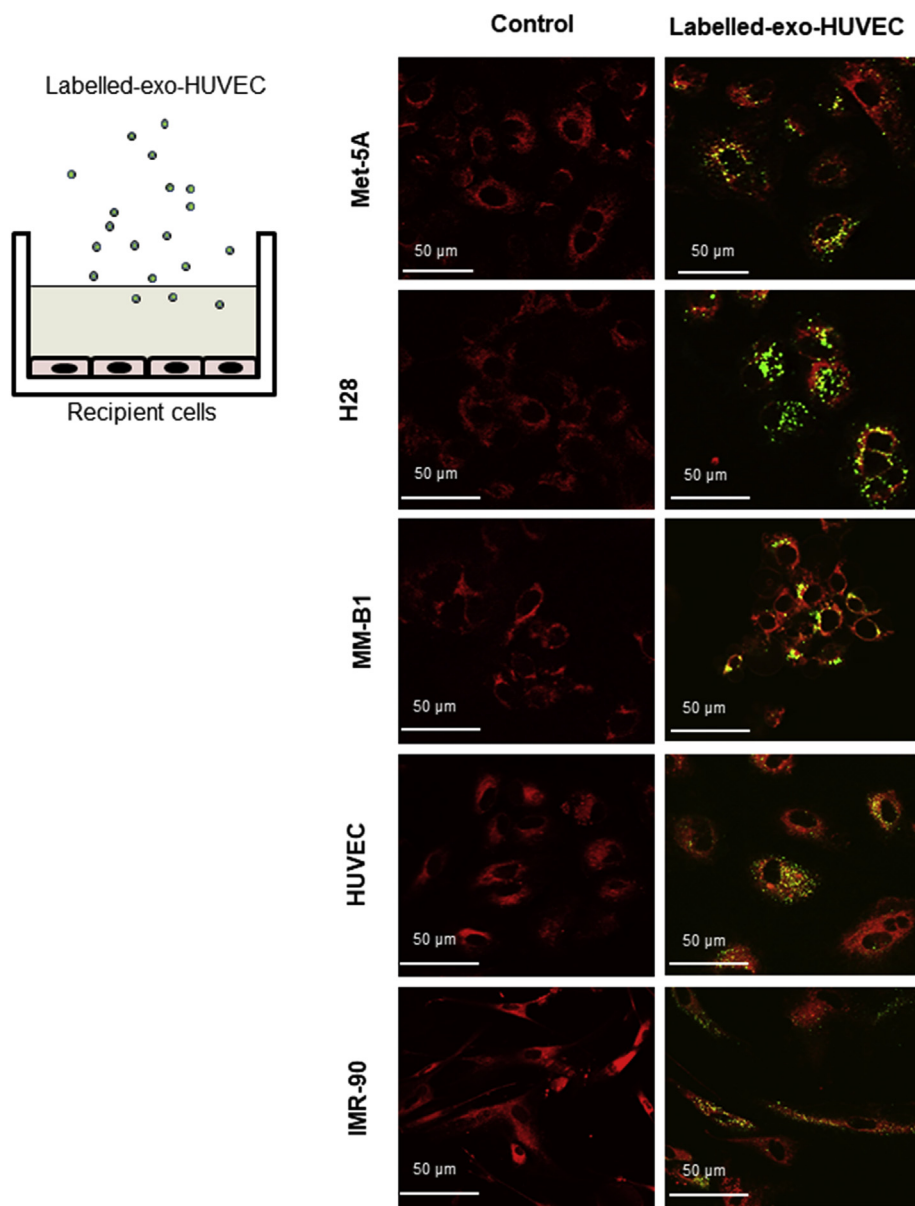 Control
Labelled-exo-HUVEC
Labelled-exo-HUVEC
Recipient cells
Met-5A
50 µm
50 µm
H28
50 µm
50 µm
MM-B1
50 µm
50 µm
HUVEC
50 µm
50 µm
IMR-90
50 µm
50 µm